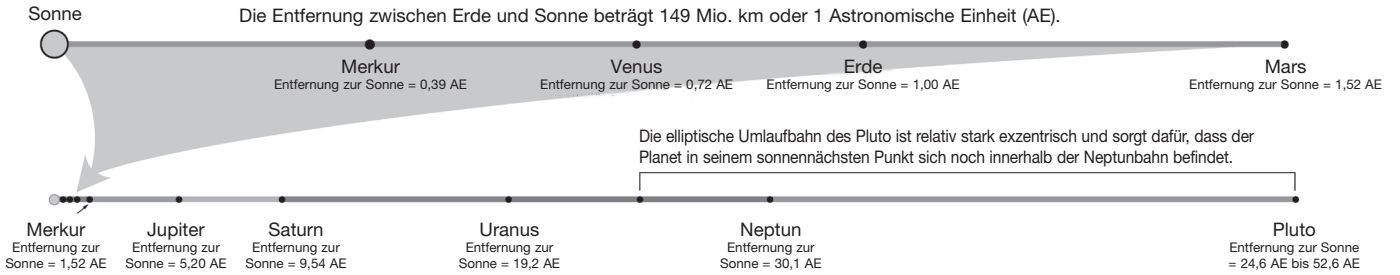 Sonne
Die Entfernung zwischen Erde und Sonne beträgt 149 Mio. km oder 1 Astronomische Einheit (AE).
Merkur
Entfernung zur Sonne = 0,39 AE
Venus
Entfernung zur Sonne = 0,72 AE
Erde
Entfernung zur Sonne = 1,00 AE
Mars
Entfernung zur Sonne = 1,52 AE
Die elliptische Umlaufbahn des Pluto ist relativ stark exzentrisch und sorgt dafür, dass der
Planet in seinem sonnennächsten Punkt sich noch innerhalb der Neptunbahn befindet.
Merkur
Entfernung zur
Sonne = 1,52 AE
Jupiter
Entfernung zur
Sonne = 5,20 AE
Saturn
Entfernung zur
Sonne = 9,54 AE
Uranus
Entfernung zur
Sonne = 19,2 AE
Neptun
Entfernung zur
Sonne = 30,1 AE
Pluto
Entfernung zur Sonne
= 24,6 AE bis 52,6 AE